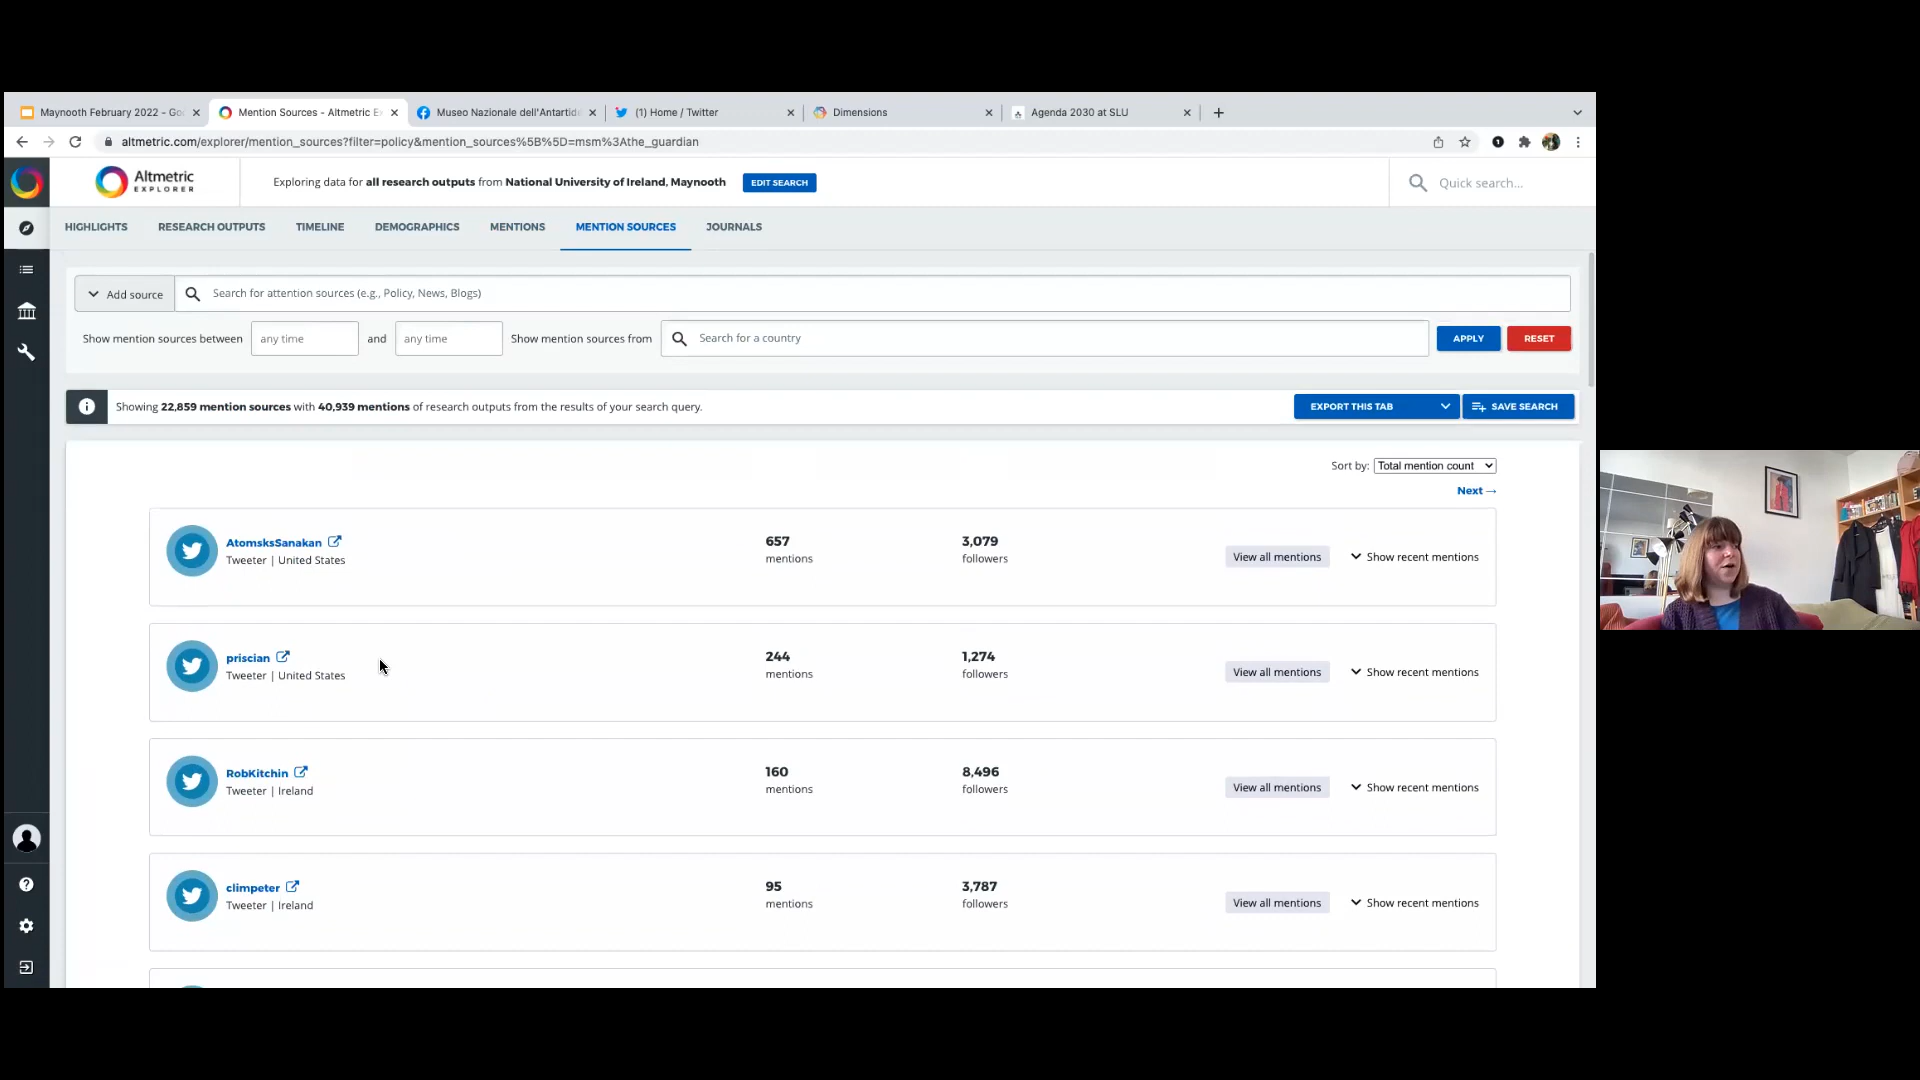 Maynooth February 2022 - Go
Mention Sources - Altmetric E
Museo Nazionale dell'Antartide
(1) Home / Twitter
Dimensions
Agenda 2030 at SLU
altmetric.com/explorer/mention_sources?filter=policy&mention_sources%5B%5D=msm%3Athe_guardian
Altmetric
EXPLORER
Exploring data for all research outputs from National University of Ireland, Maynooth
EDIT SEARCH
Quick search...
HIGHLIGHTS
RESEARCH OUTPUTS
TIMELINE
DEMOGRAPHICS
MENTIONS
MENTION SOURCES
JOURNALS
Add source
Search for attention sources (e.g., Policy, News, Blogs)
Show mention sources between
any time
and
any time
Show mention sources from
Search for a country
APPLY
RESET
Showing 22,859 mention sources with 40,939 mentions of research outputs from the results of your search query.
EXPORT THIS TAB
SAVE SEARCH
Sort by: Total mention count
Next →
AtomsksSanakan
Tweeter | United States
657
mentions
3,079
followers
View all mentions
Show recent mentions
priscian
Tweeter | United States
244
mentions
1,274
followers
View all mentions
Show recent mentions
RobKitchin
Tweeter | Ireland
160
mentions
8,496
followers
View all mentions
Show recent mentions
climpeter
Tweeter | Ireland
95
mentions
3,787
followers
View all mentions
Show recent mentions